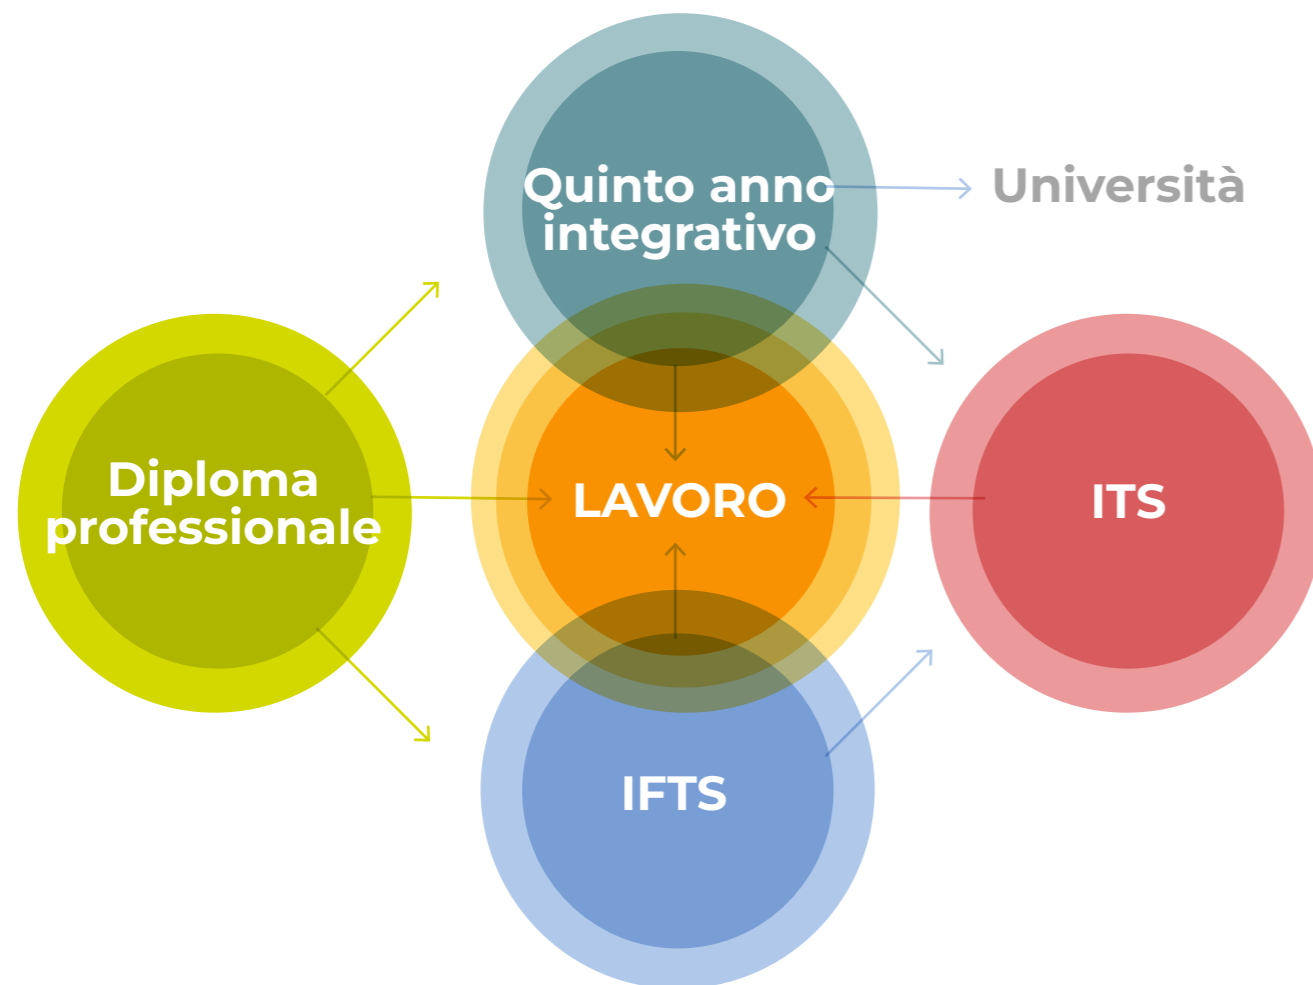 Quinto anno
integrativo
Università
Diploma
professionale
LAVORO
ITS
IFTS